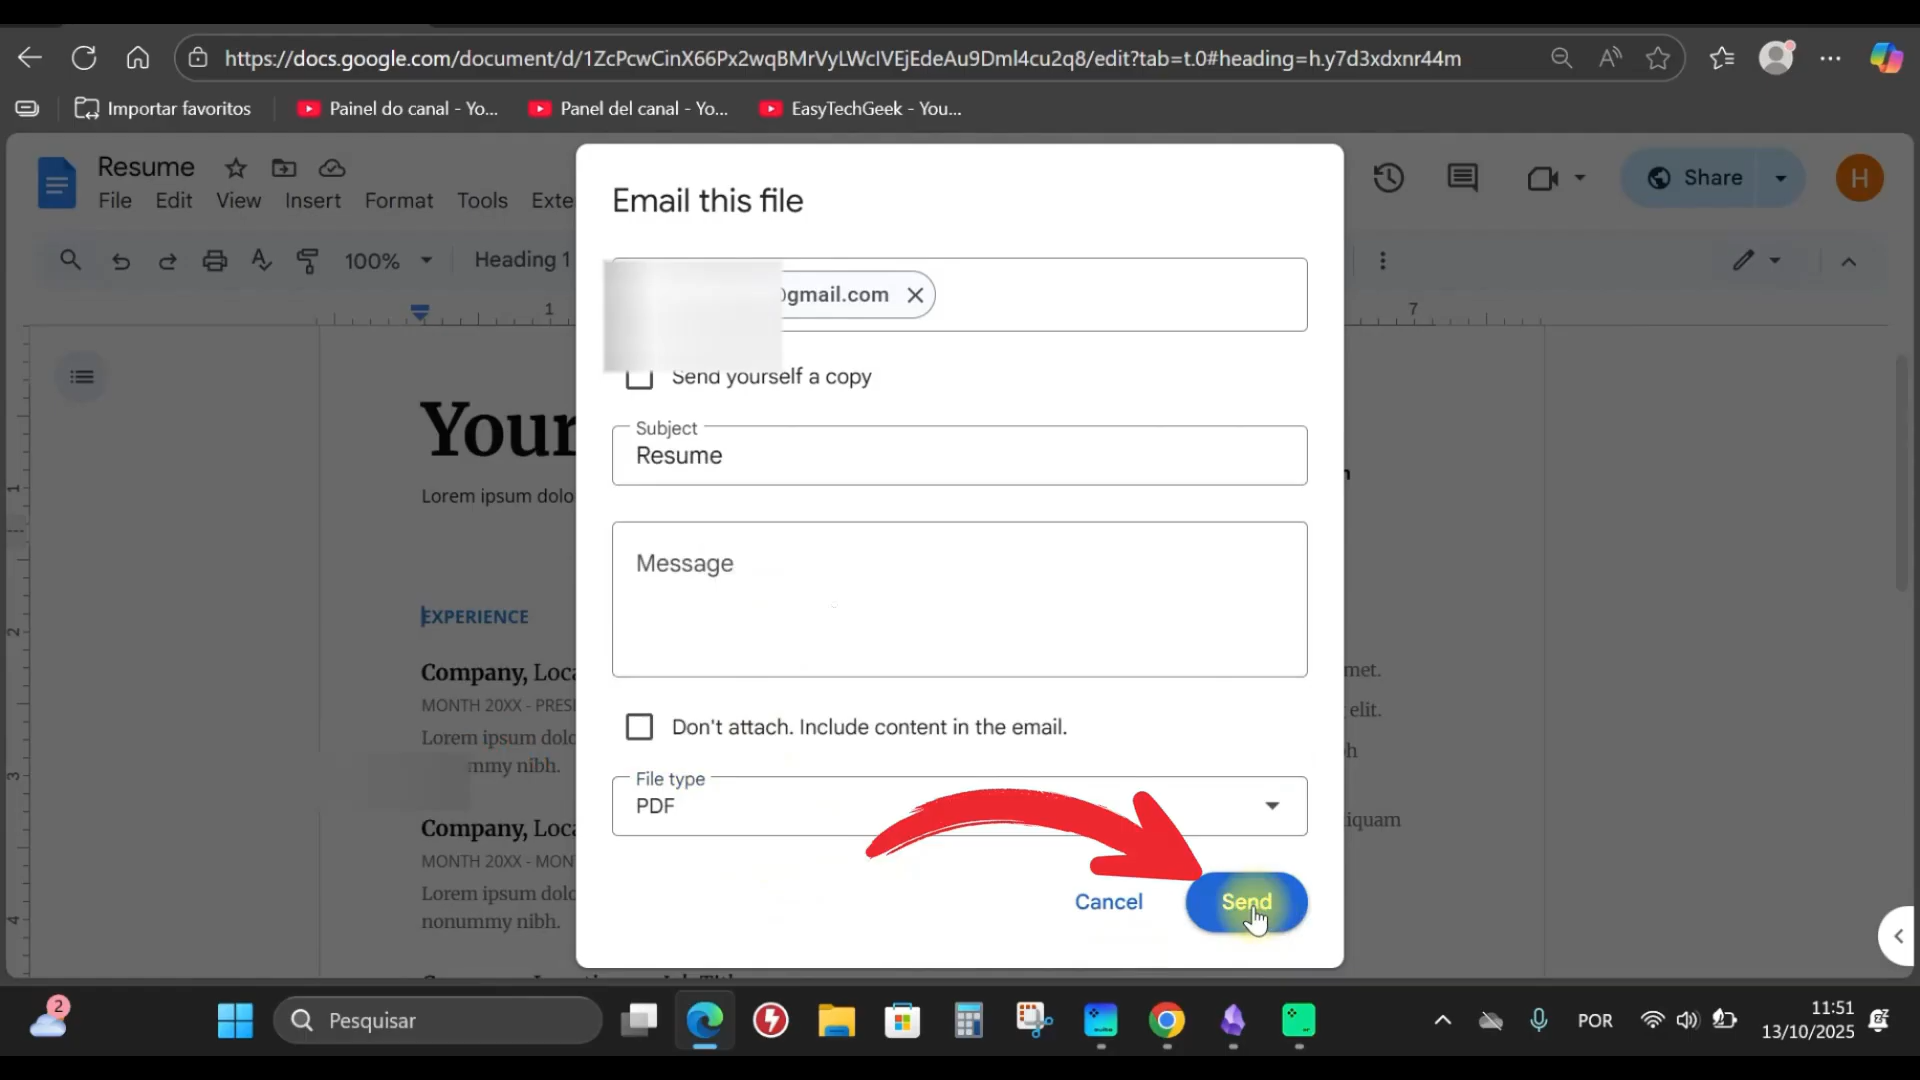 https://docs.google.com/document/d/1ZcPcwCinX66Px2wqBMrVyLWcIVEjEdeAu9Dml4cu2q8/edit?tab=t.0#heading=h.y7d3xdxnr44m
Importar favoritos
Painel do canal - Yo...
Panel del canal - Yo...
EasyTechGeek - You...
Resume
File Edit View Insert Format Tools Exte
Share
H
100%
Heading 1
1
7
Email this file
@gmail.com
Send yourself a copy
Subject
Resume
Message
Don't attach. Include content in the email.
File type
PDF
Cancel
Send
Your
Lorem ipsum dolo
EXPERIENCE
Company, Loca
MONTH 20XX - PRES
Lorem ipsum dolo
mmy nibh.
Company, Loca
MONTH 20XX - MON
Lorem ipsum dolo
nonummy nibh.
met.
elit.
iquam
1
2
3
4
2
Pesquisar
POR
11:51
13/10/2025